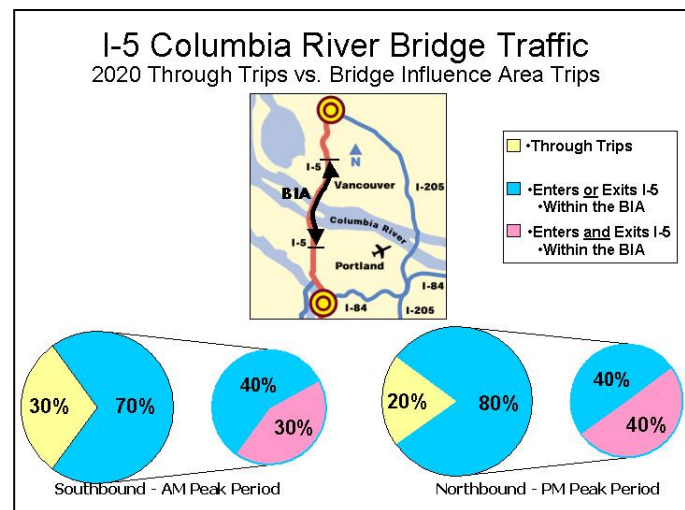 I-5 Columbia River Bridge Traffic
2020 Through Trips vs. Bridge Influence Area Trips
I-5
N
BIA
Vancouver
I-205
Columbia River
I-5
Portland
I-84
I-84
I-205
•Through Trips
•Enters or Exits I-5
•Within the BIA
•Enters and Exits I-5
•Within the BIA
30%
70%
40%
30%
Southbound - AM Peak Period
20%
80%
40%
40%
Northbound - PM Peak Period